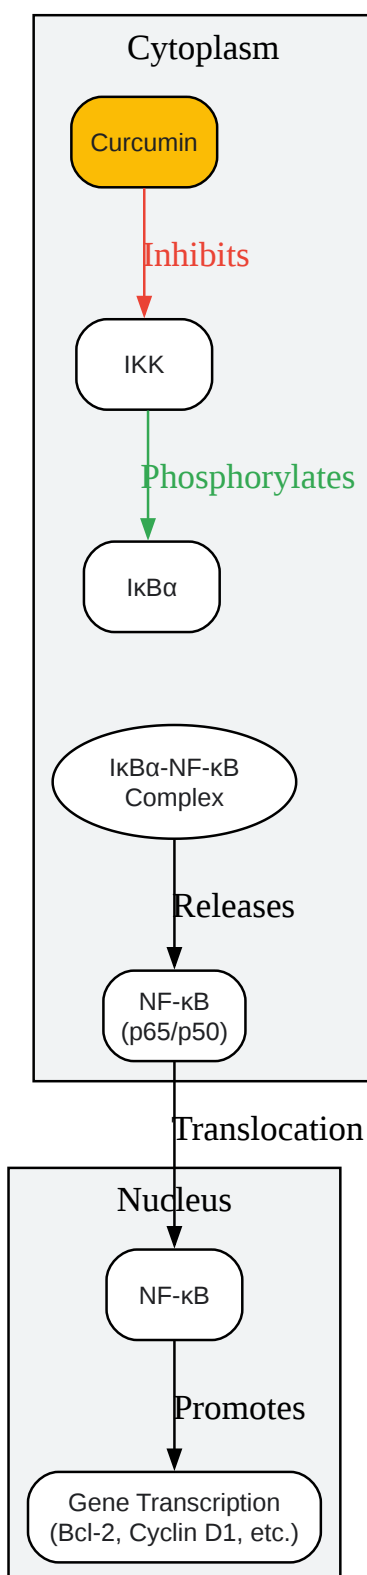 Cytoplasm
Curcumin
Inhibits
IKK
Phosphorylates
IκBα
IκBα-NF-κB
Complex
Releases
NF-κB
(p65/p50)
Translocation
Nucleus
NF-κB
Promotes
Gene Transcription
(Bcl-2, Cyclin D1, etc.)